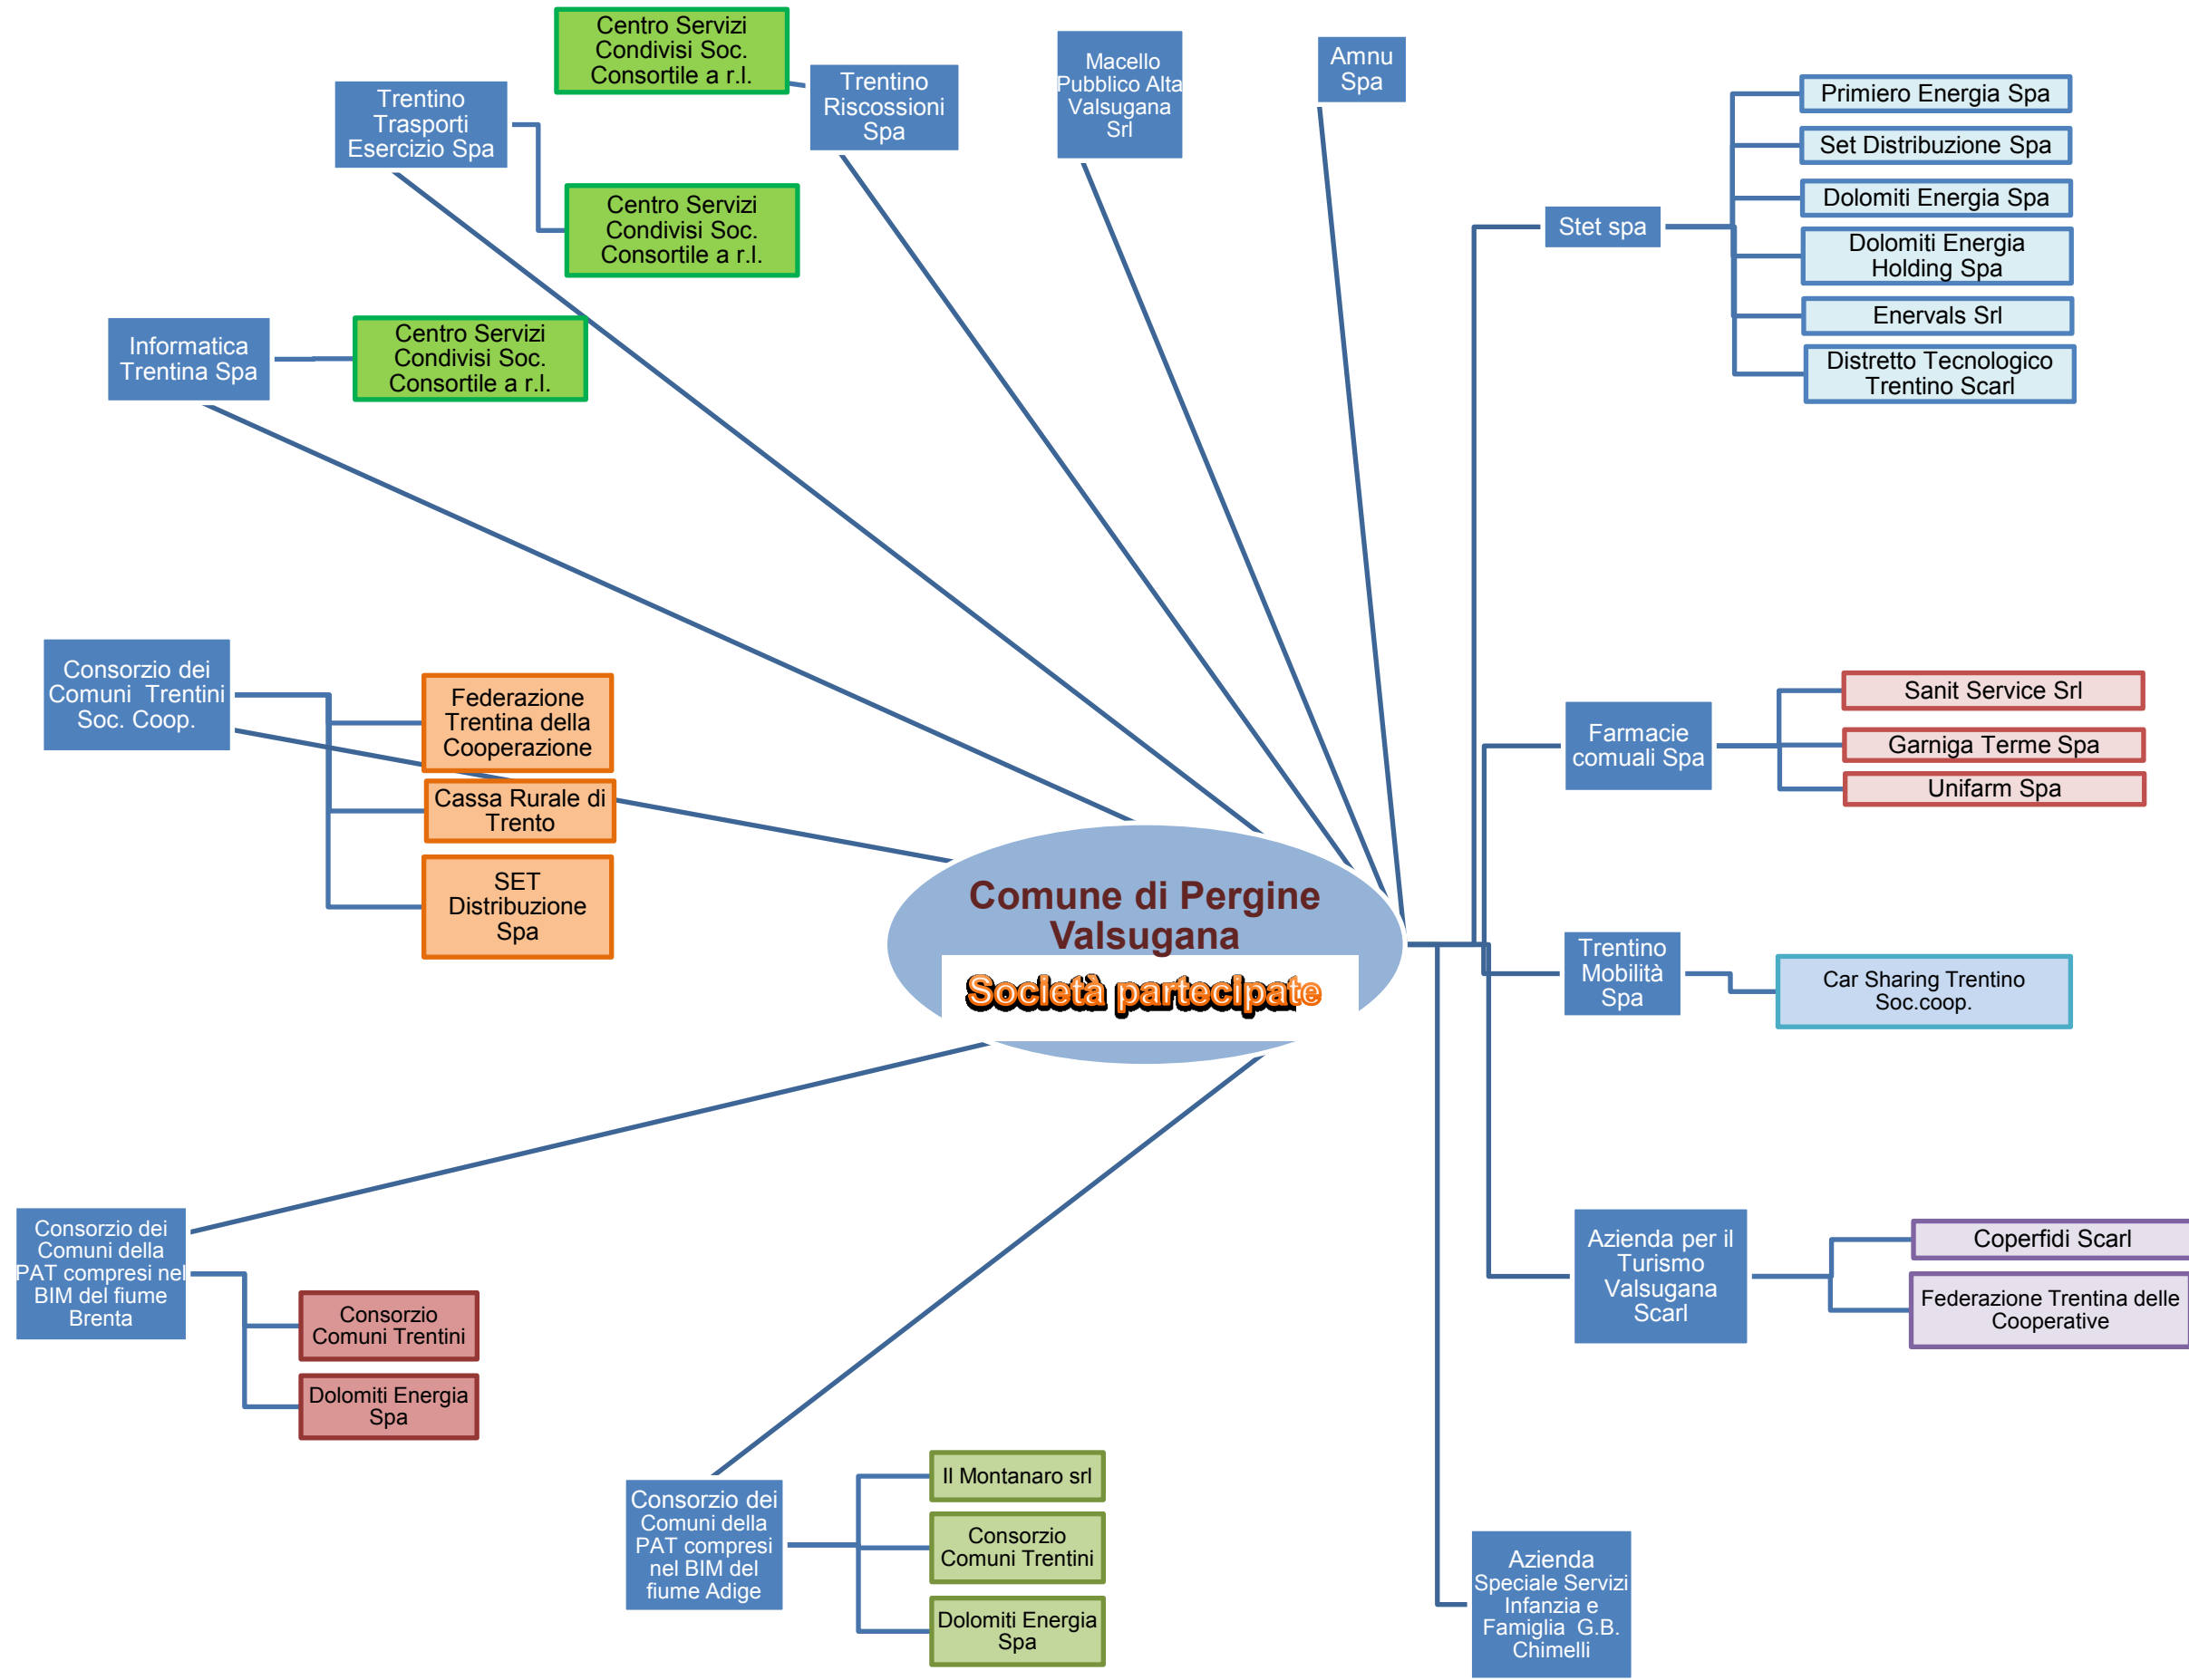 Centro Servizi
Condivisi Soc.
Consortile a r.l.
Trentino
Riscossioni
Spa
Macello
Pubblico Alta
Valsugana
Srl
Amnu
Spa
Trentino
Trasporti
Esercizio Spa
Centro Servizi
Condivisi Soc.
Consortile a r.l.
Informatica
Trentina Spa
Centro Servizi
Condivisi Soc.
Consortile a r.l.
Stet spa
Primiero Energia Spa
Set Distribuzione Spa
Dolomiti Energia Spa
Dolomiti Energia
Holding Spa
Enervals Srl
Distretto Tecnologico
Trentino Scarl
Consorzio dei
Comuni Trentini
Soc. Coop.
Federazione
Trentina della
Cooperazione
Cassa Rurale di
Trento
SET
Distribuzione
Spa
Farmacie
comuali Spa
Sanit Service Srl
Garniga Terme Spa
Unifarm Spa
Comune di Pergine
Valsugana
Società partecipate
Trentino
Mobilità
Spa
Car Sharing Trentino
Soc.coop.
Azienda per il
Turismo
Valsugana
Scarl
Coperfidi Scarl
Federazione Trentina delle
Cooperative
Consorzio dei
Comuni della
PAT compresi nel
BIM del fiume
Brenta
Consorzio
Comuni Trentini
Dolomiti Energia
Spa
Consorzio dei
Comuni della
PAT compresi
nel BIM del
fiume Adige
Il Montanaro srl
Consorzio
Comuni Trentini
Dolomiti Energia
Spa
Azienda
Speciale Servizi
Infanzia e
Famiglia G.B.
Chimelli